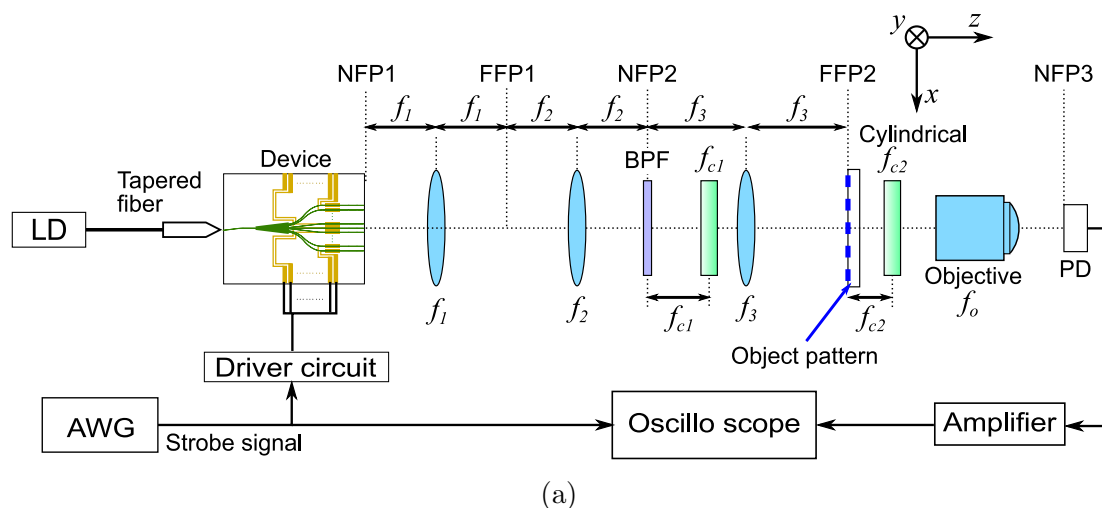 y
z
x
NFP1
FFP1
NFP2
FFP2
NFP3
f1
f1
f2
f2
f3
f3
Cylindrical
Device
BPF
fc1
fc2
Tapered
fiber
LD
PD
Objective
fo
f1
f2
fc1
f3
fc2
Object pattern
Driver circuit
AWG
Strobe signal
Oscillo scope
Amplifier
(a)